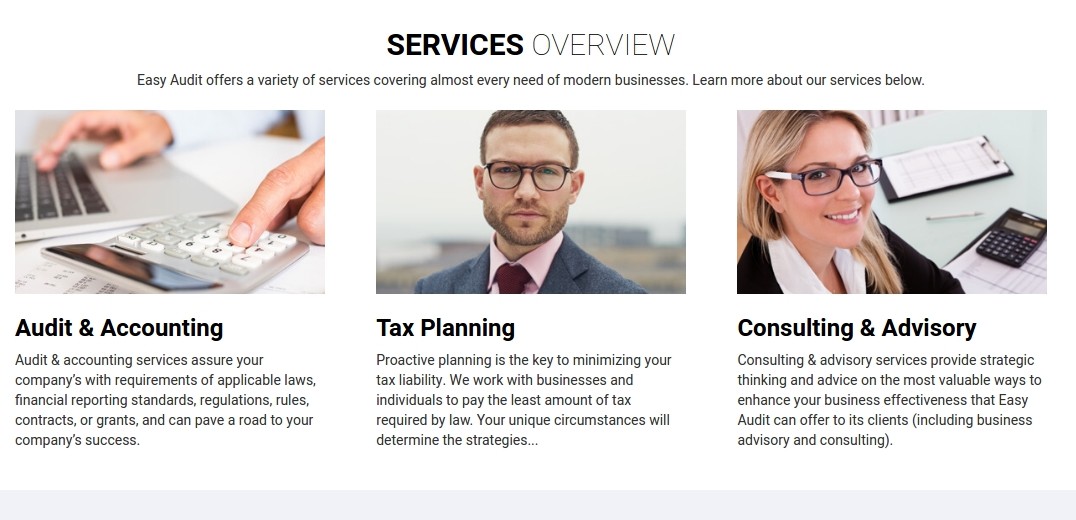 SERVICES OVERVIEW
Easy Audit offers a variety of services covering almost every need of modern businesses. Learn more about our services below.
Audit & Accounting
Audit & accounting services assure your
company’s with requirements of applicable laws,
financial reporting standards, regulations, rules,
contracts, or grants, and can pave a road to your
company’s success.
Tax Planning
Proactive planning is the key to minimizing your
tax liability. We work with businesses and
individuals to pay the least amount of tax
required by law. Your unique circumstances will
determine the strategies...
Consulting & Advisory
Consulting & advisory services provide strategic
thinking and advice on the most valuable ways to
enhance your business effectiveness that Easy
Audit can offer to its clients (including business
advisory and consulting).